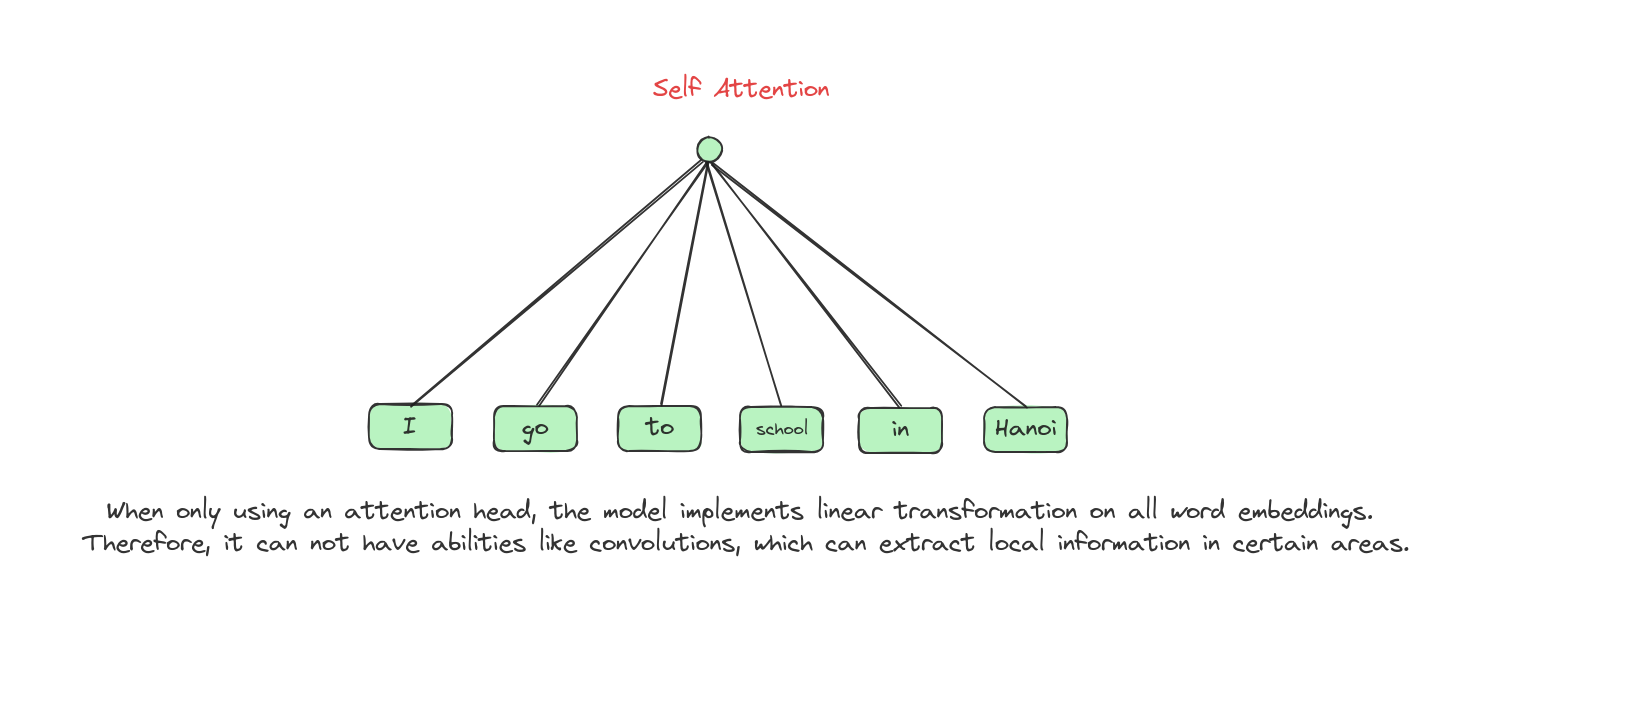 Self Attention
I go to school in Hanoi
When only using an attention head, the model implements linear transformation on all word embeddings.
Therefore, it can not have abilities like convolutions, which can extract local information in certain areas.